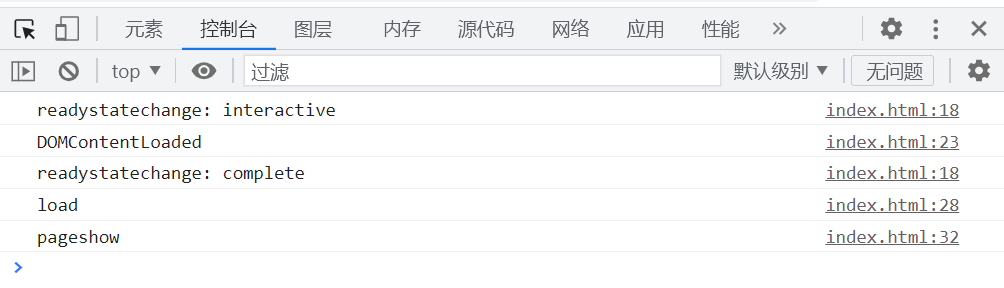 元素 控制台 图层 内存 源代码 网络 应用 性能 »
top ▼ 过滤 默认级别 ▼ 无问题
readystatechange: interactive index.html:18
DOMContentLoaded index.html:23
readystatechange: complete index.html:18
load index.html:28
pageshow index.html:32
>